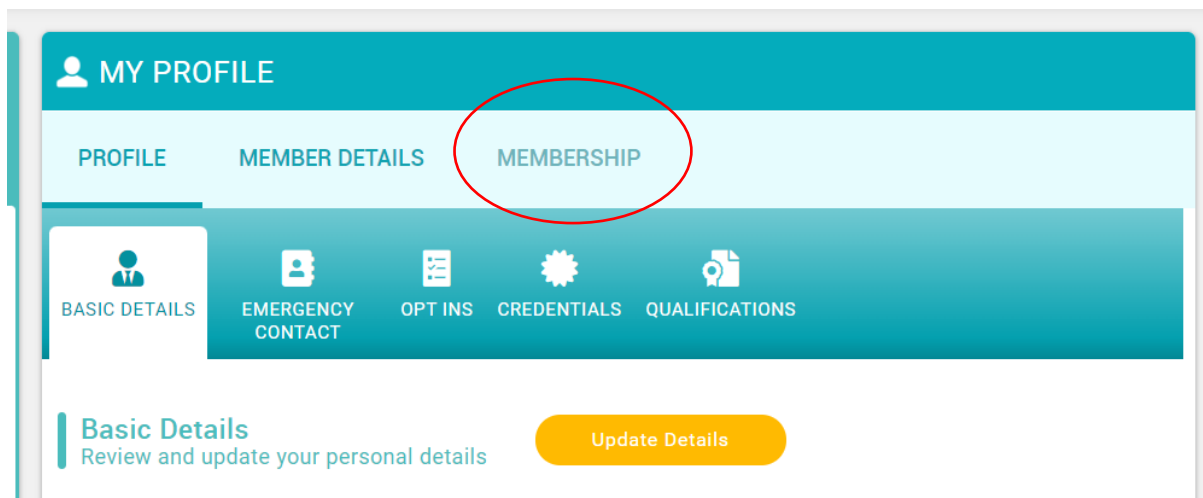 MY PROFILE
PROFILE MEMBER DETAILS MEMBERSHIP
BASIC DETAILS EMERGENCY CONTACT OPT INS CREDENTIALS QUALIFICATIONS
Basic Details
Review and update your personal details
Update Details